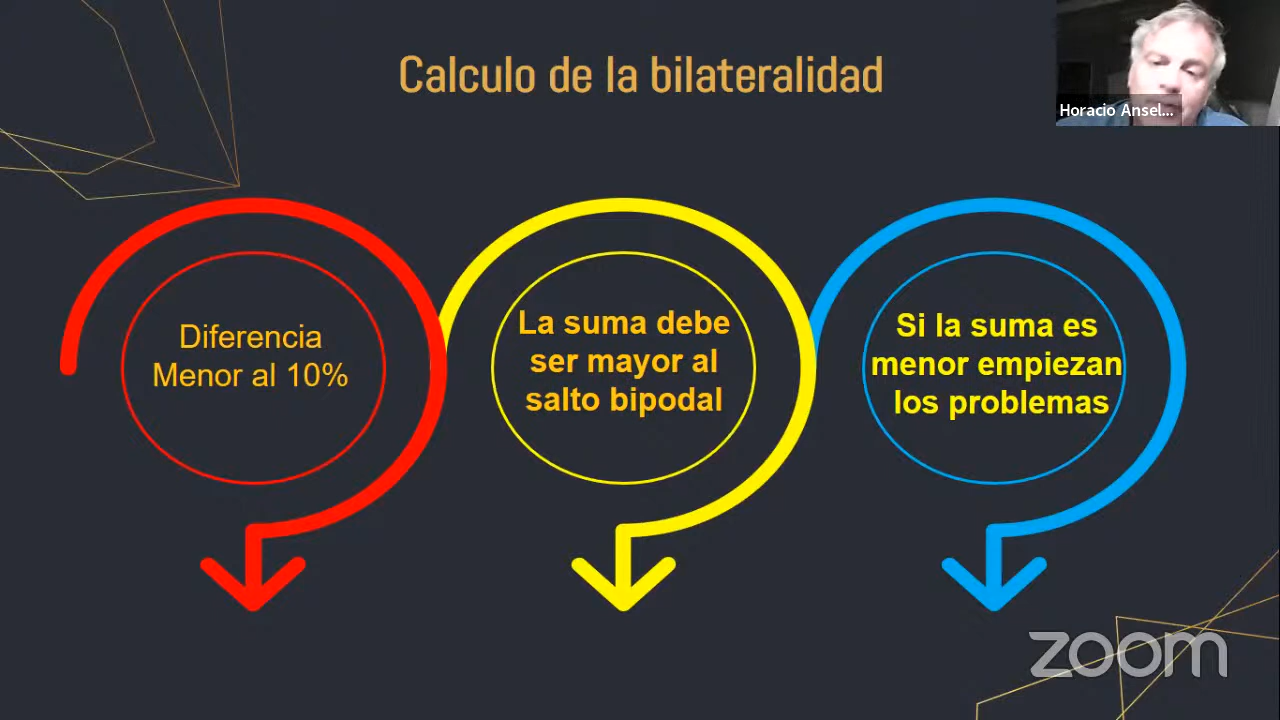 Calculo de la bilateralidad
Horacio Ansel...
Diferencia
Menor al 10%
La suma debe
ser mayor al
salto bipodal
Si la suma es
menor empiezan
los problemas
zoom